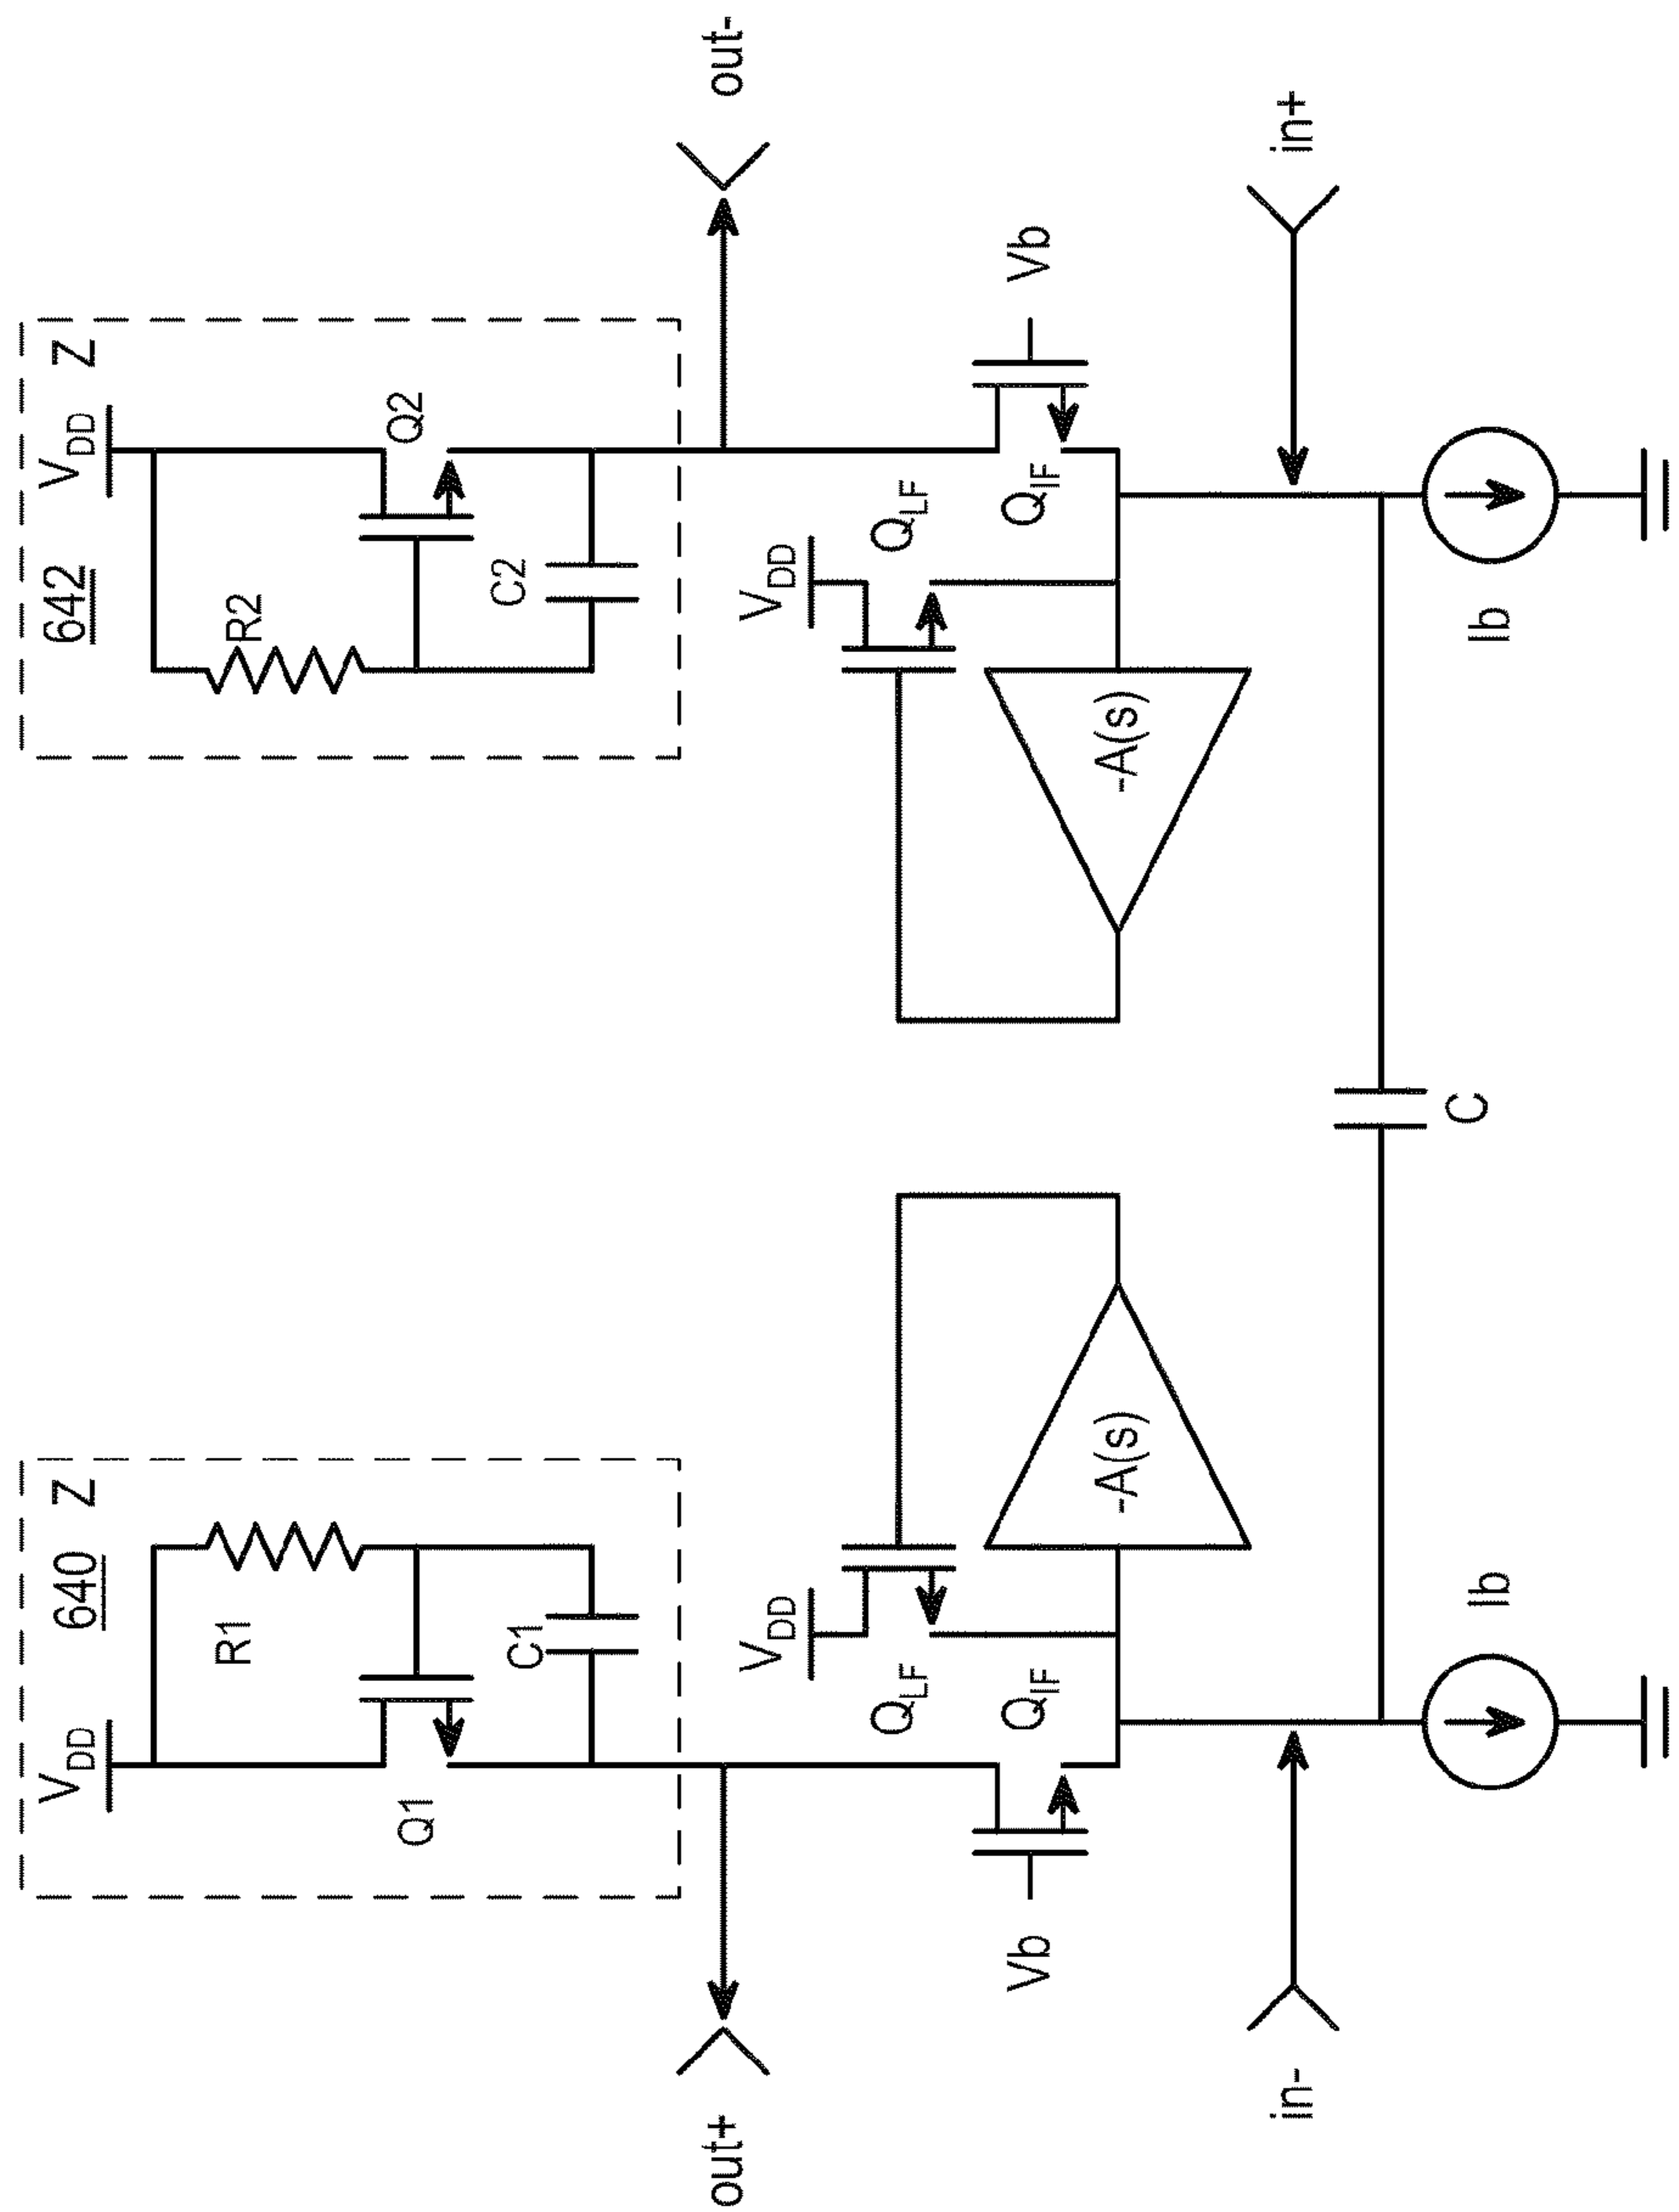 V_DD
640
Z
R1
Q1
C1
V_DD
642
Z
R2
Q2
C2
out+
out-
V_DD
Q_LF
Q_IF
Vb
-A(s)
V_DD
Q_LF
Q_IF
Vb
-A(s)
in-
in+
Ib
C
Ib